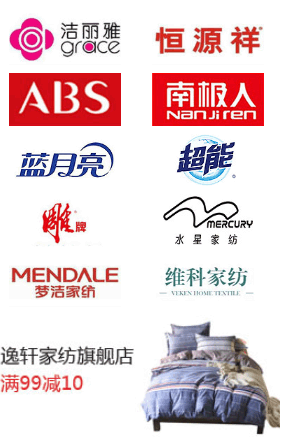 洁丽雅
grace
恒源祥
ABS
南极人
Nanjiren
蓝月亮
超能
雕牌
MERCURY
水星家纺
MENDALE
梦洁家纺
维科家纺
VEKEN HOME TEXTILE
逸轩家纺旗舰店
满99减10